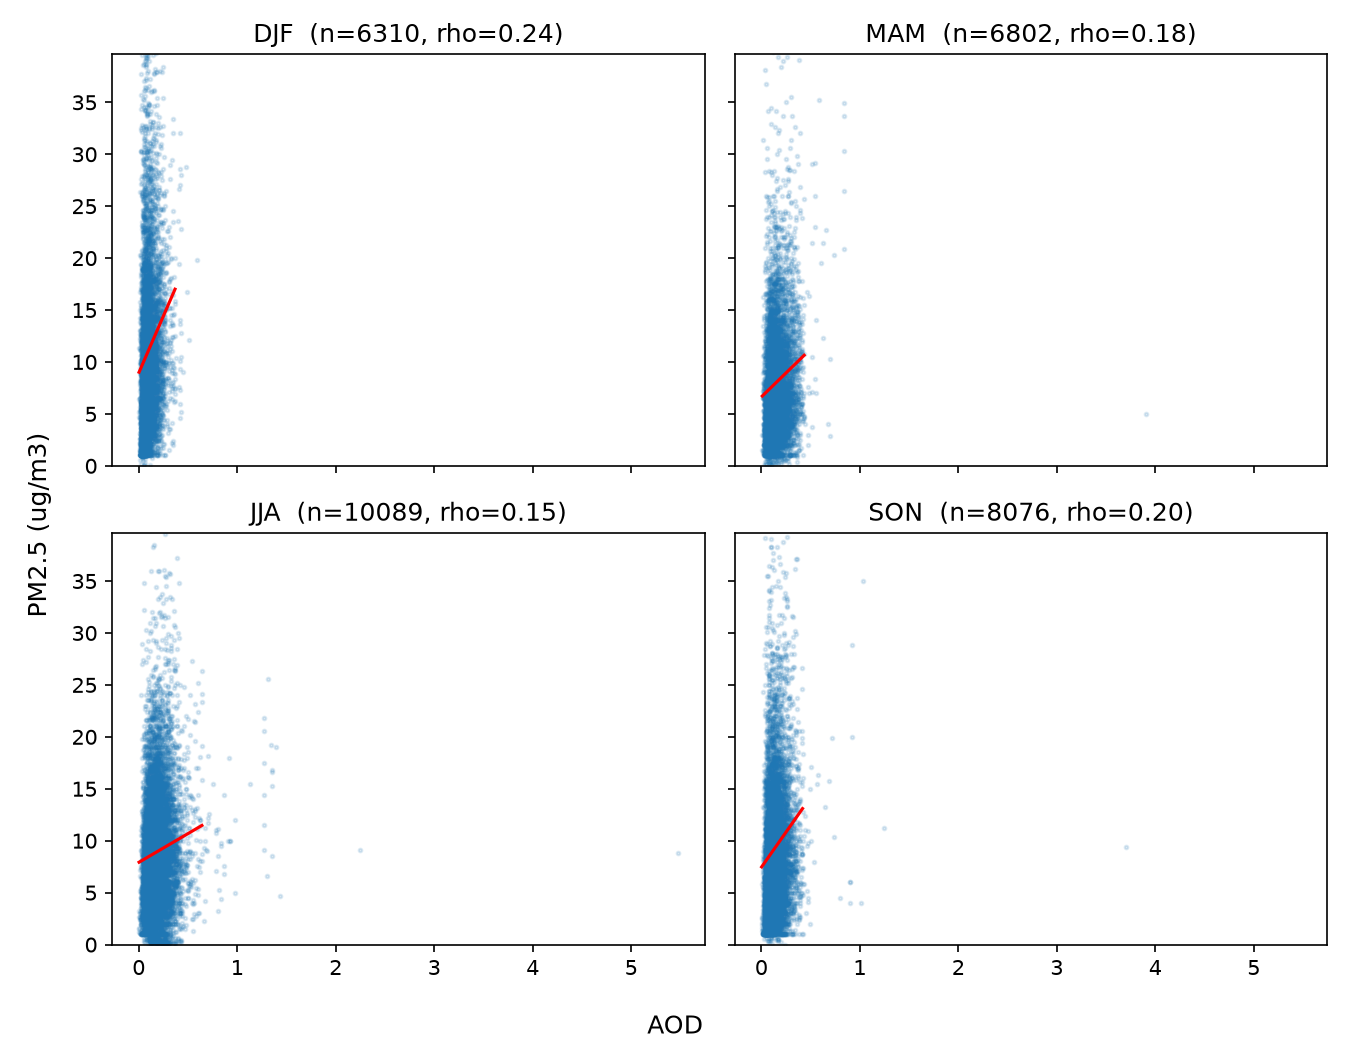 DJF (n=6310, rho=0.24)
MAM (n=6802, rho=0.18)
35
30
25
20
15
10
5
0
JJA (n=10089, rho=0.15)
SON (n=8076, rho=0.20)
35
30
25
20
15
10
5
0
0 1 2 3 4 5
0 1 2 3 4 5
PM2.5 (ug/m3)
AOD